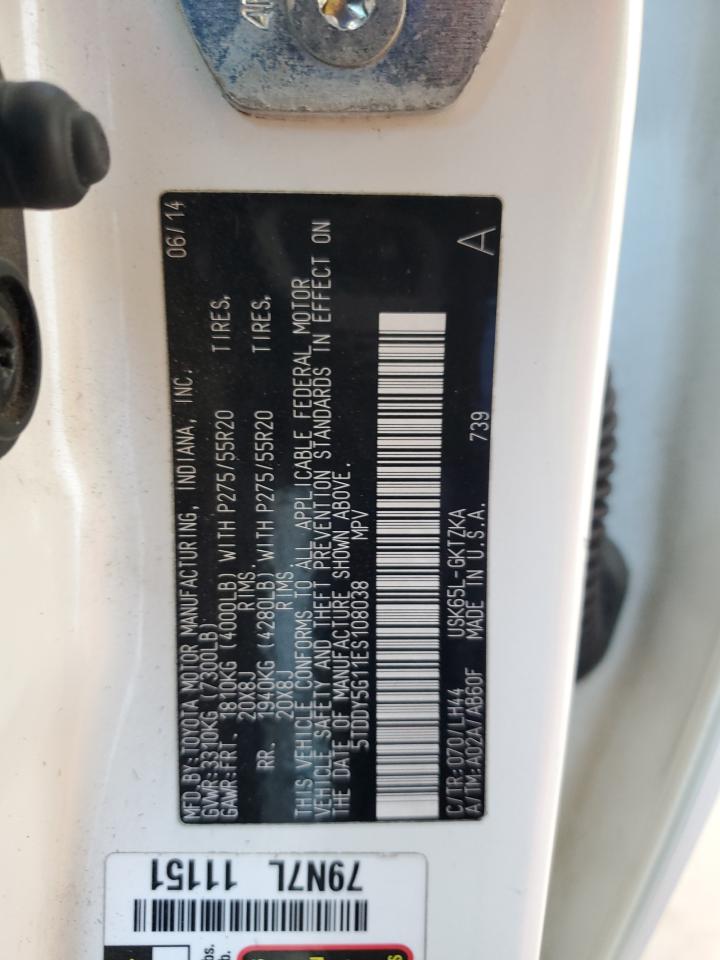 MFD.BY:TOYOTA MOTOR MANUFACTURING, INDIANA, INC. 06/14
GVWR:3310KG (7300LB)
GAWR:FRT. 1810KG (4000LB) WITH P275/55R20 TIRES,
20X8J RIMS.
RR. 1940KG (4280LB) WITH P275/55R20 TIRES,
20X8J RIMS
THIS VEHICLE CONFORMS TO ALL APPLICABLE FEDERAL MOTOR
VEHICLE SAFETY AND THEFT PREVENTION STANDARDS IN EFFECT ON
THE DATE OF MANUFACTURE SHOWN ABOVE.
5TDDY5G11ES108038 MPV
C/TR:070/LH44 USK65L-GKTZKA 739 A
A/TM:A02A/AB60F MADE IN U.S.A.
79N7L 11151